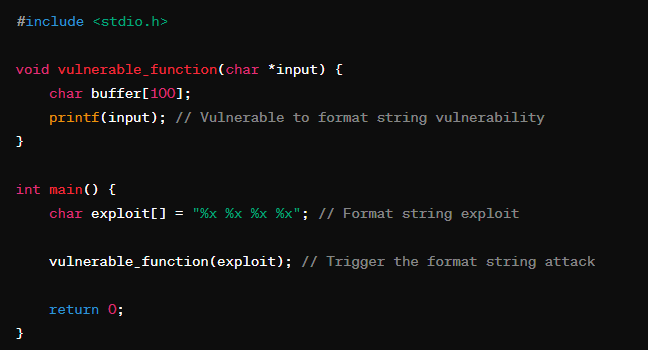 #include <stdio.h>
void vulnerable_function(char *input) {
    char buffer[100];
    printf(input); // Vulnerable to format string vulnerability
}
int main() {
    char exploit[] = "%x %x %x %x"; // Format string exploit
    vulnerable_function(exploit); // Trigger the format string attack
    return 0;
}